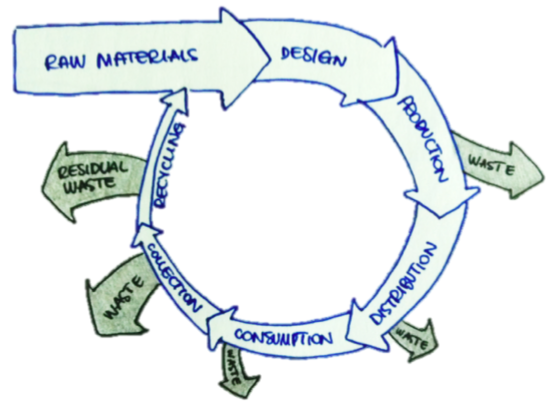 RAW MATERIALS
DESIGN
PRODUCTION
WASTE
DISTRIBUTION
WASTE
CONSUMPTION
WASTE
COLLECTION
WASTE
RECYCLING
RESIDUAL
WASTE